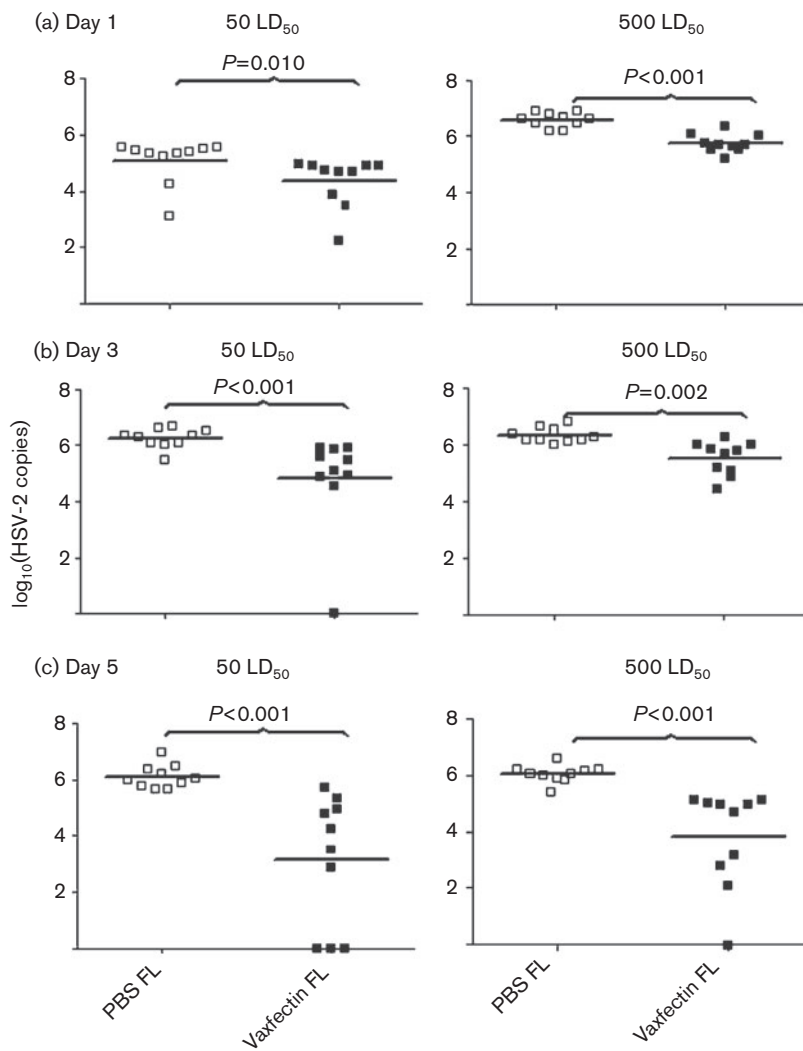 (a) Day 1 50 LD₅₀ 500 LD₅₀
P=0.010 P<0.001
8 8
6 6
4 4
2 2
(b) Day 3 50 LD₅₀ 500 LD₅₀
P<0.001 P=0.002
8 8
6 6
4 4
2 2
log₁₀(HSV-2 copies)
(c) Day 5 50 LD₅₀ 500 LD₅₀
P<0.001 P<0.001
8 8
6 6
4 4
2 2
PBS FL Vaxfectin FL PBS FL Vaxfectin FL